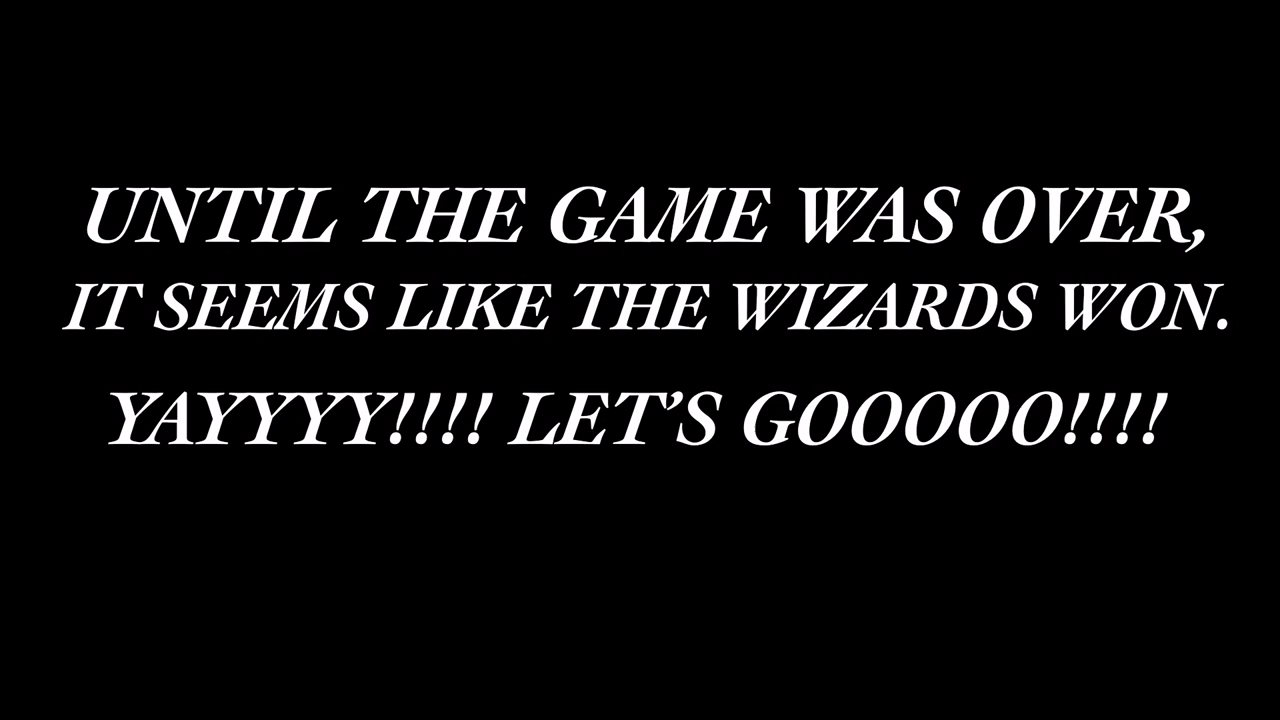 UNTIL THE GAME WAS OVER,
IT SEEMS LIKE THE WIZARDS WON.
YAYYYY!!!! LET’S GOOOOO!!!!